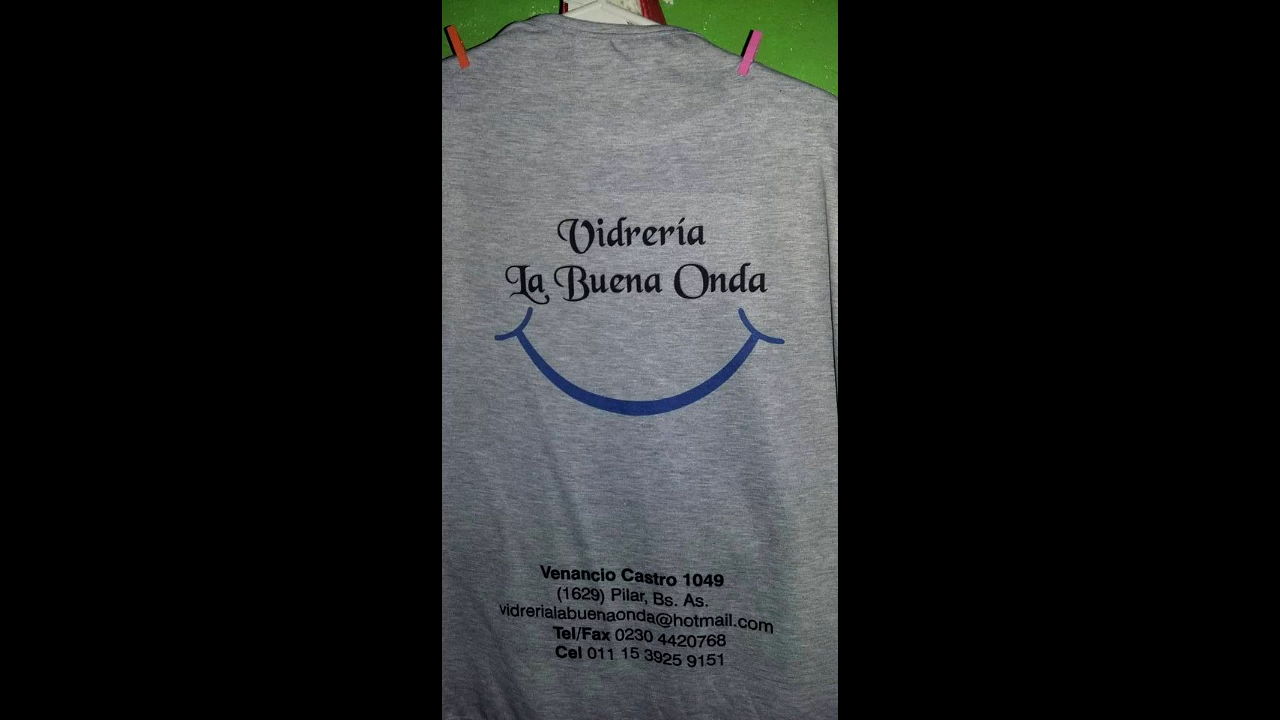 Vidrería
La Buena Onda
Venancio Castro 1049
(1629) Pilar, Bs. As.
vidrerialabuenaonda@hotmail.com
Tel/Fax 0230 4420768
Cel 011 15 3925 9151